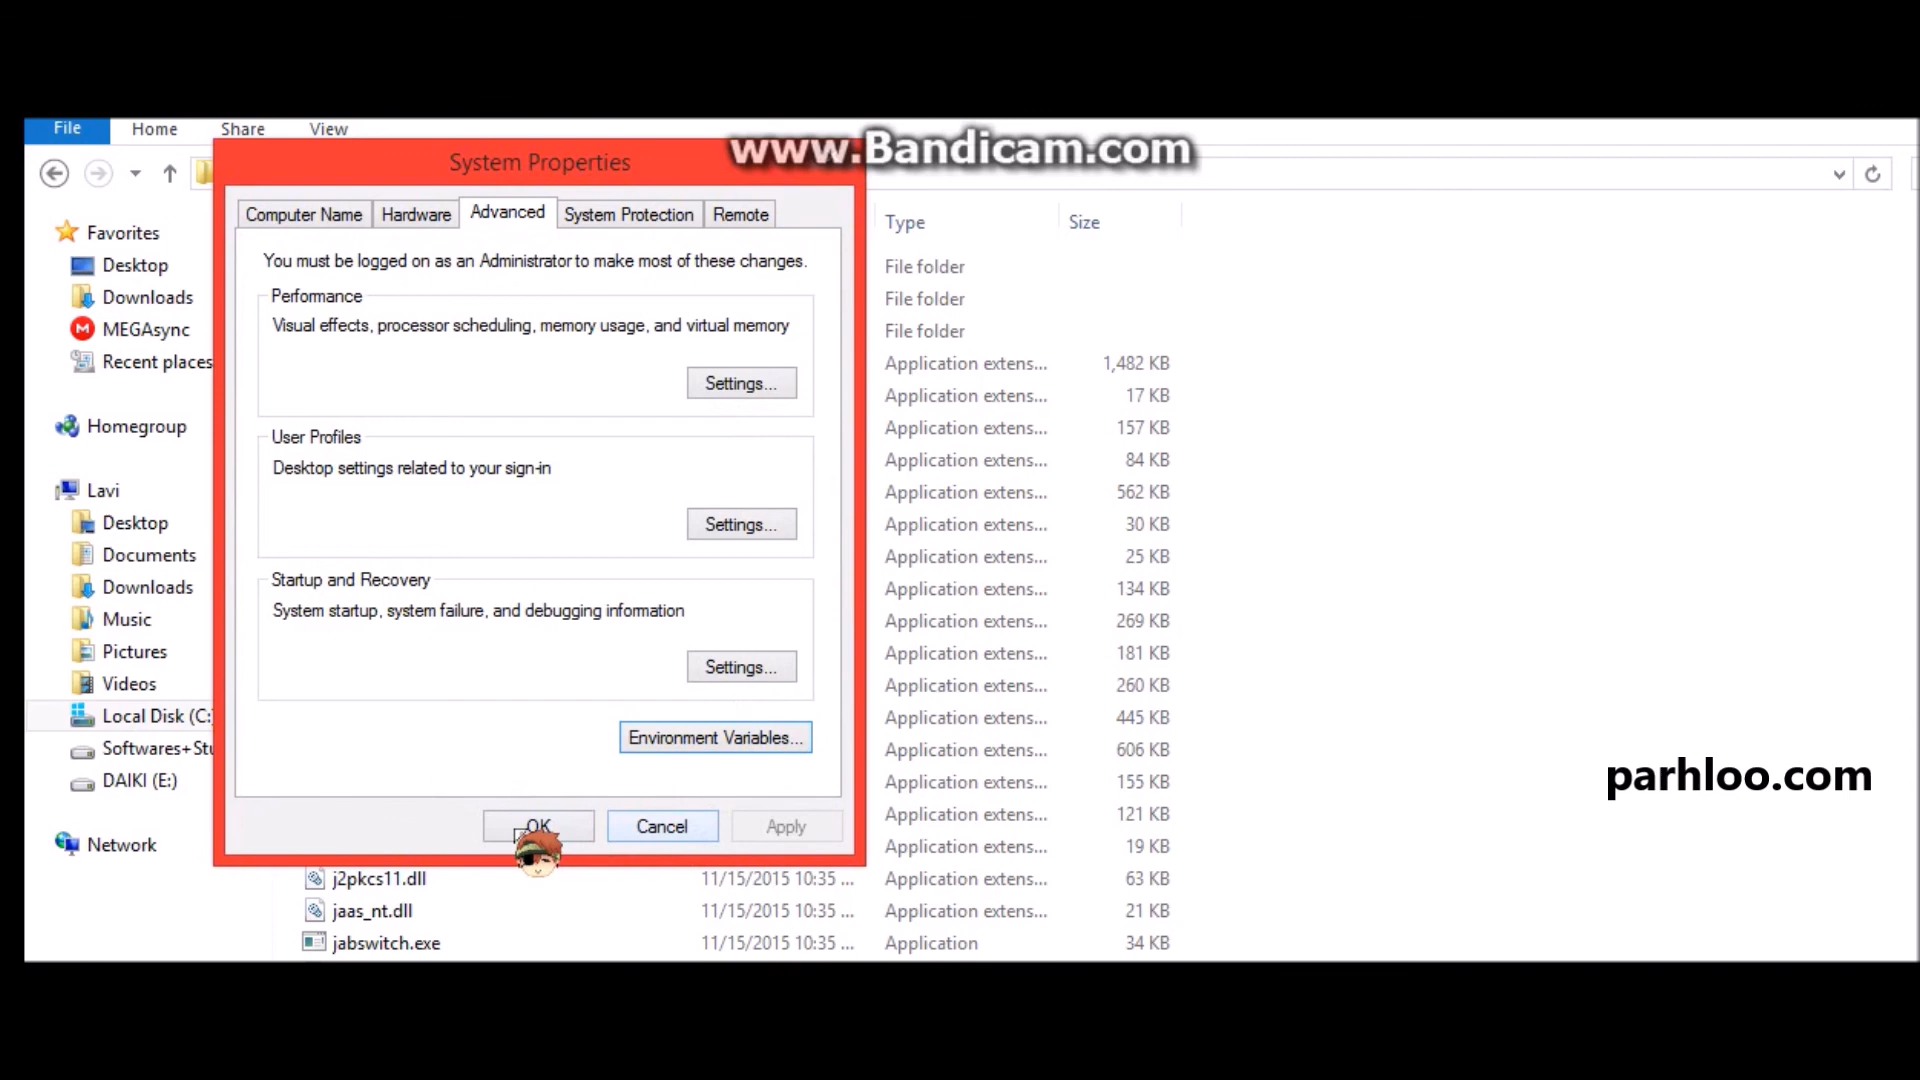 File Home Share View
www.Bandicam.com
System Properties
Computer Name Hardware Advanced System Protection Remote
You must be logged on as an Administrator to make most of these changes.
Performance
Visual effects, processor scheduling, memory usage, and virtual memory
Settings...
User Profiles
Desktop settings related to your sign-in
Settings...
Startup and Recovery
System startup, system failure, and debugging information
Settings...
Environment Variables...
OK Cancel Apply
Favorites
Desktop
Downloads
MEGAsync
Recent places
Homegroup
Lavi
Desktop
Documents
Downloads
Music
Pictures
Videos
Local Disk (C:)
Softwares+Stu
DAIKI (E:)
Network
Type Size
File folder
File folder
File folder
Application extens... 1,482 KB
Application extens... 17 KB
Application extens... 157 KB
Application extens... 84 KB
Application extens... 562 KB
Application extens... 30 KB
Application extens... 25 KB
Application extens... 134 KB
Application extens... 269 KB
Application extens... 181 KB
Application extens... 260 KB
Application extens... 445 KB
Application extens... 606 KB
Application extens... 155 KB
Application extens... 121 KB
Application extens... 19 KB
j2pkcs11.dll 11/15/2015 10:35 ... Application extens... 63 KB
jaas_nt.dll 11/15/2015 10:35 ... Application extens... 21 KB
jabswitch.exe 11/15/2015 10:35 ... Application 34 KB
parhloo.com